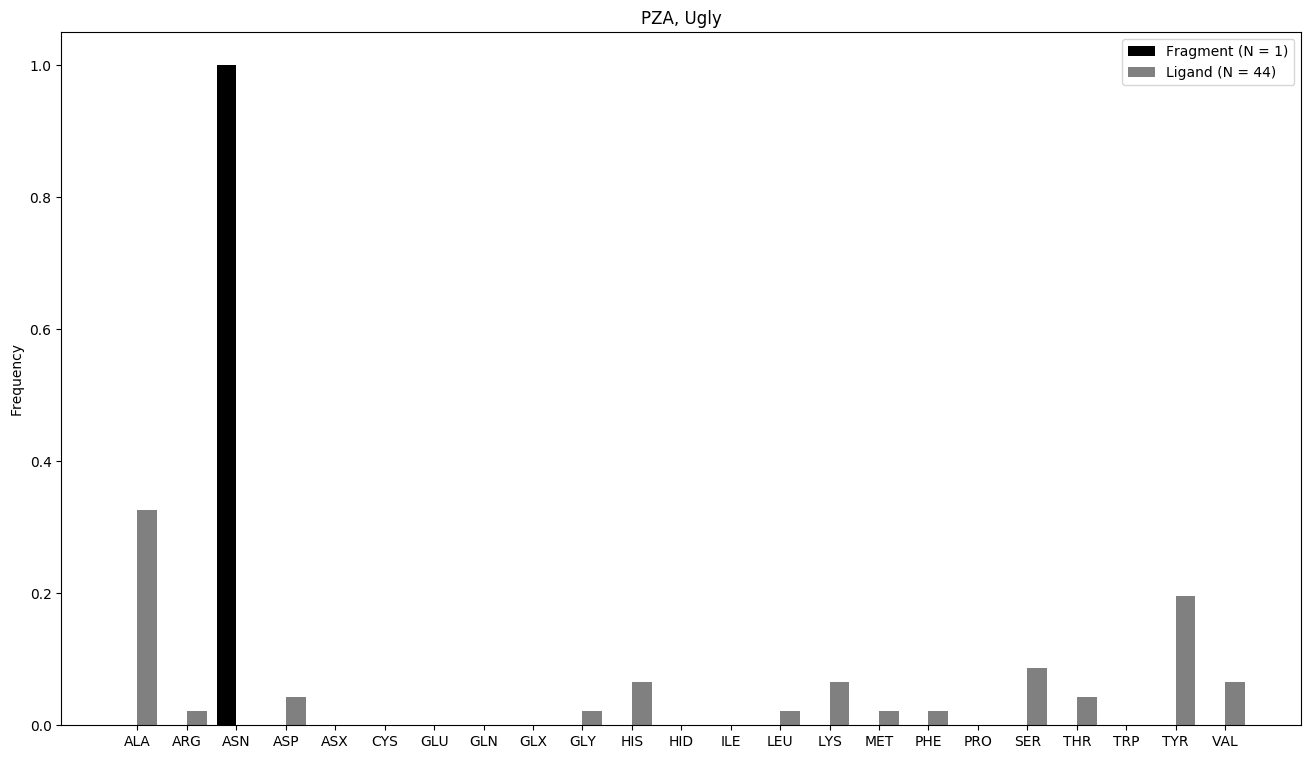 PZA, Ugly
Fragment (N = 1)
Ligand (N = 44)
Frequency
1.0
0.8
0.6
0.4
0.2
0.0
ALA ARG ASN ASP ASX CYS GLU GLN GLX GLY HIS HID ILE LEU LYS MET PHE PRO SER THR TRP TYR VAL